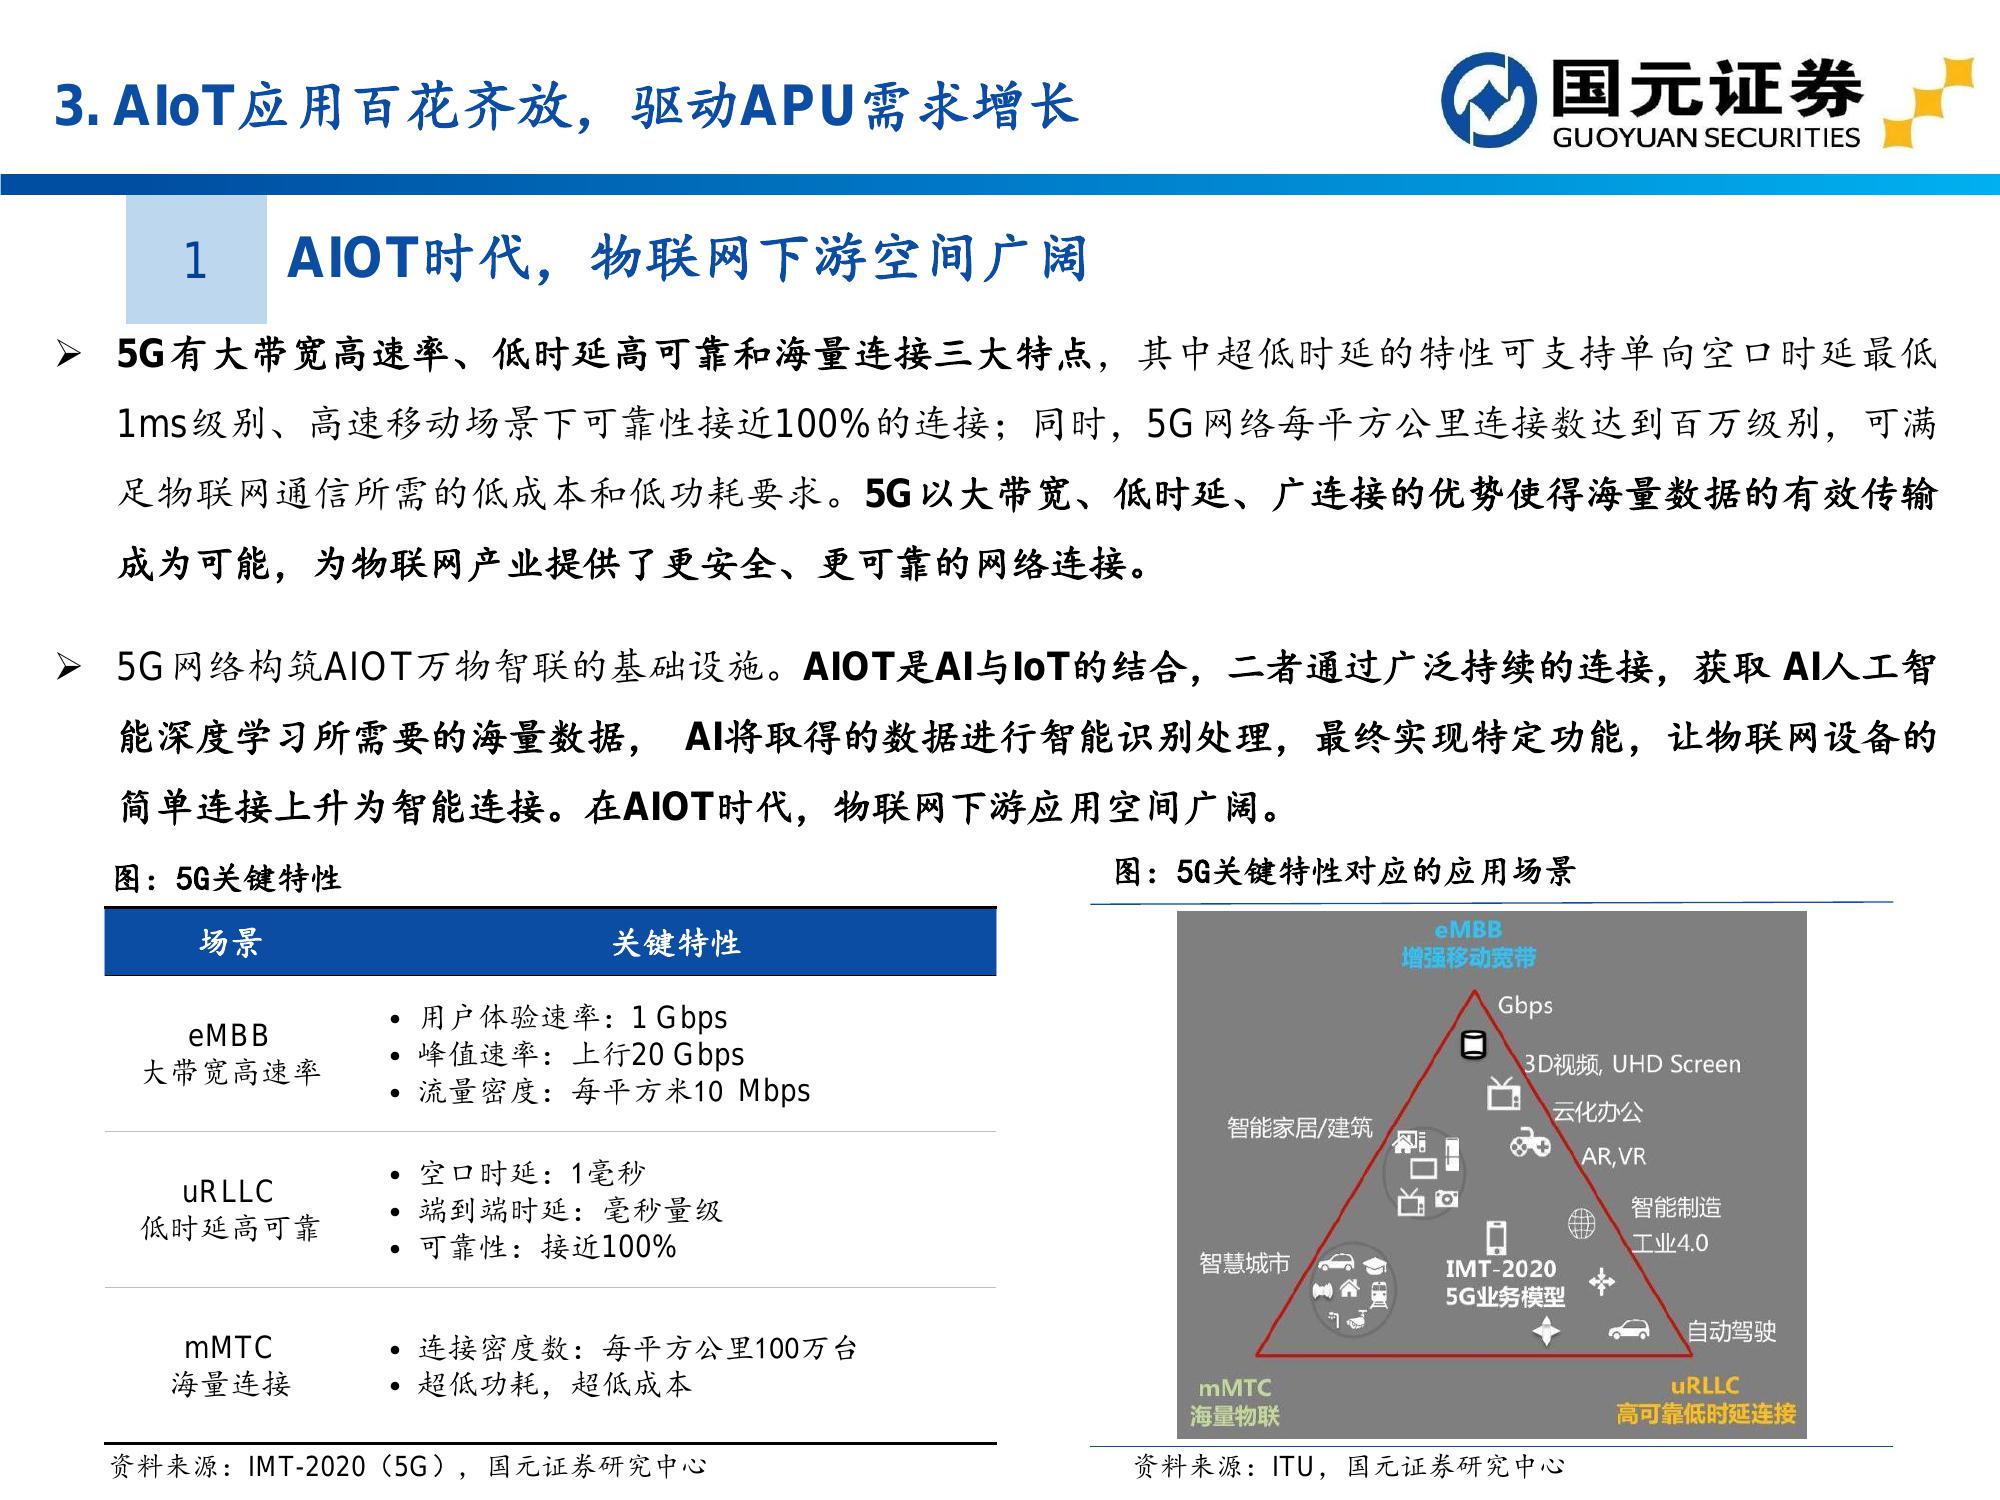 3. AIoT应用百花齐放，驱动APU需求增长
国元证券
GUOYUAN SECURITIES
1
AIOT时代，物联网下游空间广阔
➢ 5G有大带宽高速率、低时延高可靠和海量连接三大特点，其中超低时延的特性可支持单向空口时延最低
1ms级别、高速移动场景下可靠性接近100%的连接；同时，5G网络每平方公里连接数达到百万级别，可满
足物联网通信所需的低成本和低功耗要求。5G以大带宽、低时延、广连接的优势使得海量数据的有效传输
成为可能，为物联网产业提供了更安全、更可靠的网络连接。
➢ 5G网络构筑AIOT万物智联的基础设施。AIOT是AI与IoT的结合，二者通过广泛持续的连接，获取 AI人工智
能深度学习所需要的海量数据， AI将取得的数据进行智能识别处理，最终实现特定功能，让物联网设备的
简单连接上升为智能连接。在AIOT时代，物联网下游应用空间广阔。
图：5G关键特性
场景 关键特性
eMBB
大带宽高速率
• 用户体验速率：1 Gbps
• 峰值速率：上行20 Gbps
• 流量密度：每平方米10 Mbps
uRLLC
低时延高可靠
• 空口时延：1毫秒
• 端到端时延：毫秒量级
• 可靠性：接近100%
mMTC
海量连接
• 连接密度数：每平方公里100万台
• 超低功耗，超低成本
资料来源：IMT-2020（5G），国元证券研究中心
图：5G关键特性对应的应用场景
eMBB
增强移动宽带
Gbps
3D视频, UHD Screen
云化办公
智能家居/建筑
AR,VR
智能制造
工业4.0
智慧城市
IMT-2020
5G业务模型
自动驾驶
mMTC
海量物联
uRLLC
高可靠低时延连接
资料来源：ITU，国元证券研究中心